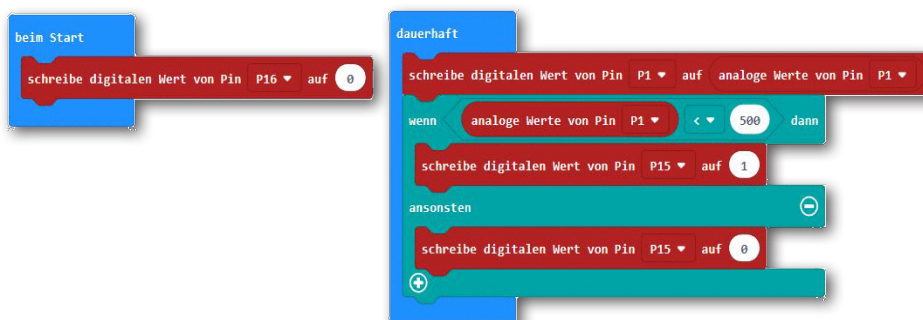 beim Start
schreibe digitalen Wert von Pin P16 auf 0
dauerhaft
schreibe digitalen Wert von Pin P1 auf analoge Werte von Pin P1
wenn analoge Werte von Pin P1 < 500 dann
schreibe digitalen Wert von Pin P15 auf 1
ansonsten
schreibe digitalen Wert von Pin P15 auf 0